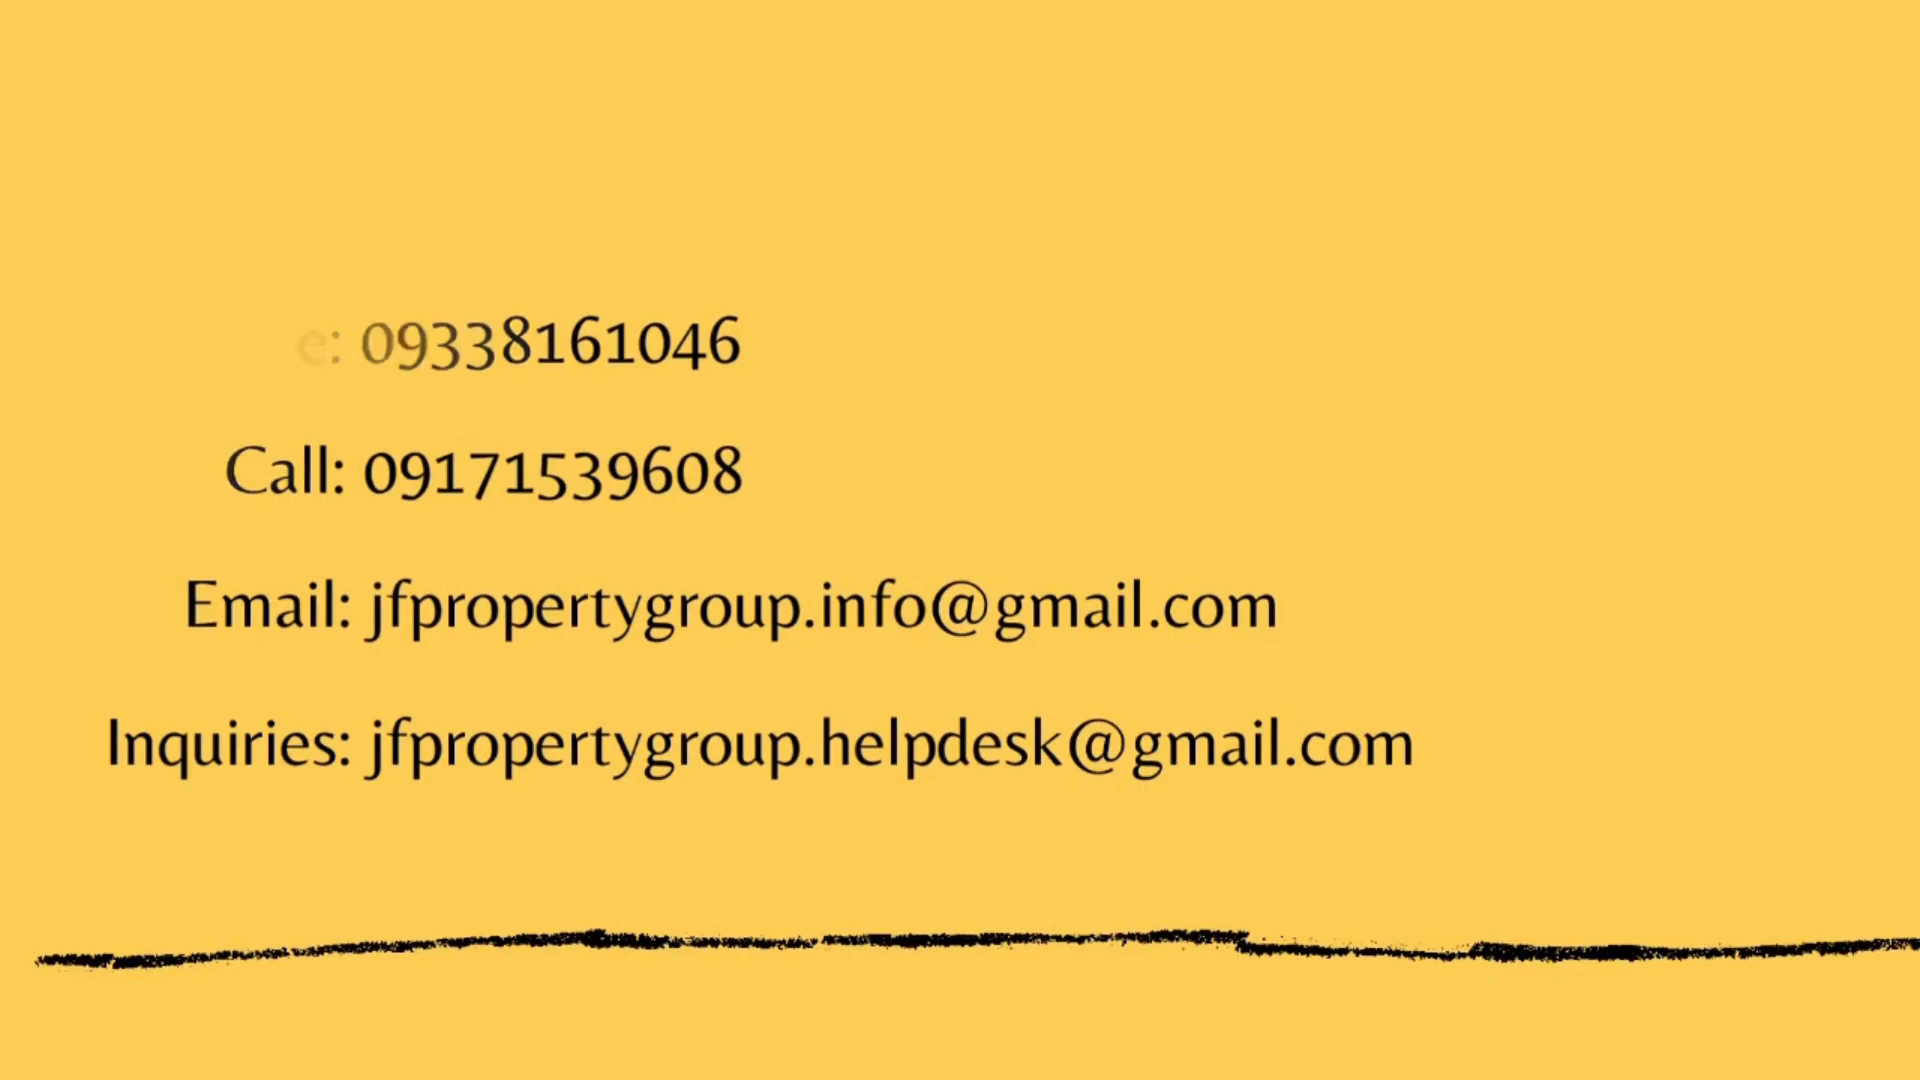 e: 09338161046
Call: 09171539608
Email: jfpropertygroup.info@gmail.com
Inquiries: jfpropertygroup.helpdesk@gmail.com